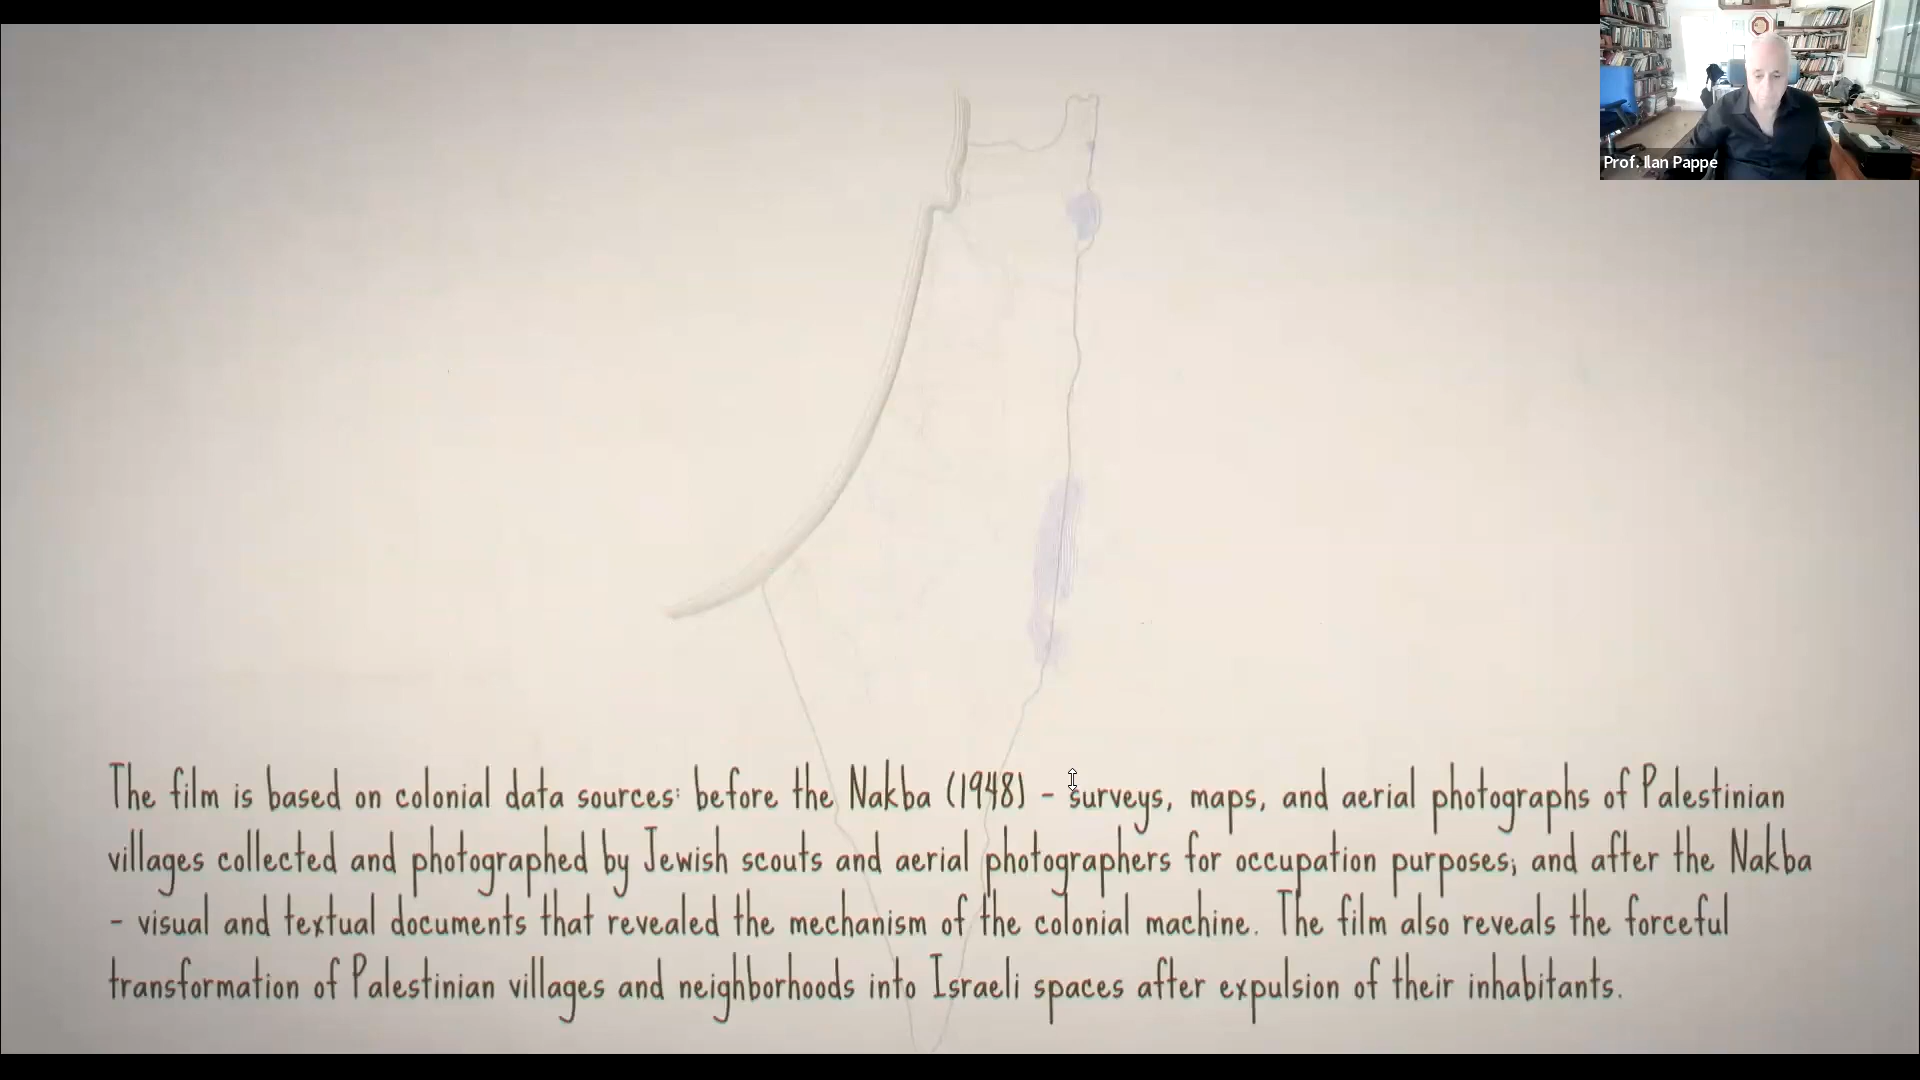 Prof. Ilan Pappe
The film is based on colonial data sources: before the Nakba (1948) - surveys, maps, and aerial photographs of Palestinian
villages collected and photographed by Jewish scouts and aerial photographers for occupation purposes; and after the Nakba
- visual and textual documents that revealed the mechanism of the colonial machine. The film also reveals the forceful
transformation of Palestinian villages and neighborhoods into Israeli spaces after expulsion of their inhabitants.